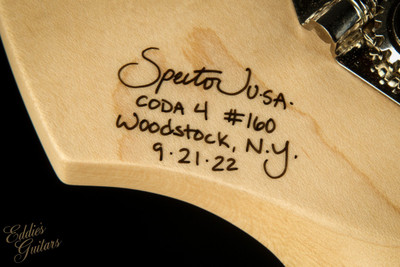 Spector U.S.A.
CODA 4 #160
Woodstock, N.Y.
9.21.22
Eddie's
Guitars